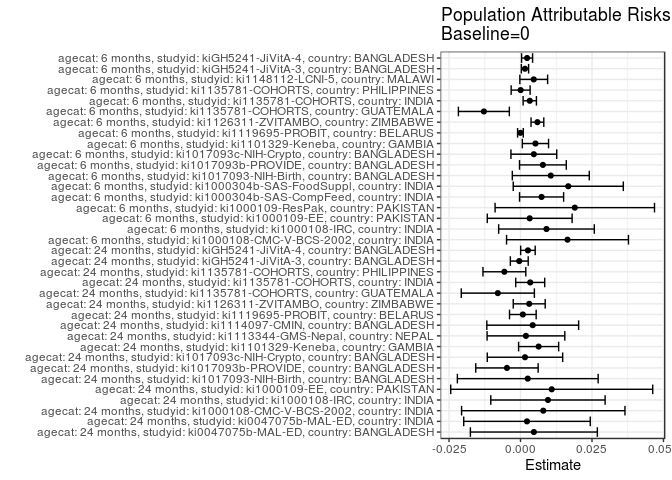 Population Attributable Risks
Baseline=0
agecat: 6 months, studyid: kiGH5241-JiVitA-4, country: BANGLADESH
agecat: 6 months, studyid: kiGH5241-JiVitA-3, country: BANGLADESH
agecat: 6 months, studyid: ki1148112-LCNI-5, country: MALAWI
agecat: 6 months, studyid: ki1135781-COHORTS, country: PHILIPPINES
agecat: 6 months, studyid: ki1135781-COHORTS, country: INDIA
agecat: 6 months, studyid: ki1135781-COHORTS, country: GUATEMALA
agecat: 6 months, studyid: ki1126311-ZVITAMBO, country: ZIMBABWE
agecat: 6 months, studyid: ki1119695-PROBIT, country: BELARUS
agecat: 6 months, studyid: ki1101329-Keneba, country: GAMBIA
agecat: 6 months, studyid: ki1017093c-NIH-Crypto, country: BANGLADESH
agecat: 6 months, studyid: ki1017093b-PROVIDE, country: BANGLADESH
agecat: 6 months, studyid: ki1017093-NIH-Birth, country: BANGLADESH
agecat: 6 months, studyid: ki1000304b-SAS-FoodSuppl, country: INDIA
agecat: 6 months, studyid: ki1000304b-SAS-CompFeed, country: INDIA
agecat: 6 months, studyid: ki1000109-ResPak, country: PAKISTAN
agecat: 6 months, studyid: ki1000109-EE, country: PAKISTAN
agecat: 6 months, studyid: ki1000108-IRC, country: INDIA
agecat: 6 months, studyid: ki1000108-CMC-V-BCS-2002, country: INDIA
agecat: 24 months, studyid: kiGH5241-JiVitA-4, country: BANGLADESH
agecat: 24 months, studyid: kiGH5241-JiVitA-3, country: BANGLADESH
agecat: 24 months, studyid: ki1135781-COHORTS, country: PHILIPPINES
agecat: 24 months, studyid: ki1135781-COHORTS, country: INDIA
agecat: 24 months, studyid: ki1135781-COHORTS, country: GUATEMALA
agecat: 24 months, studyid: ki1126311-ZVITAMBO, country: ZIMBABWE
agecat: 24 months, studyid: ki1119695-PROBIT, country: BELARUS
agecat: 24 months, studyid: ki1114097-CMIN, country: BANGLADESH
agecat: 24 months, studyid: ki1113344-GMS-Nepal, country: NEPAL
agecat: 24 months, studyid: ki1101329-Keneba, country: GAMBIA
agecat: 24 months, studyid: ki1017093c-NIH-Crypto, country: BANGLADESH
agecat: 24 months, studyid: ki1017093b-PROVIDE, country: BANGLADESH
agecat: 24 months, studyid: ki1017093-NIH-Birth, country: BANGLADESH
agecat: 24 months, studyid: ki1000109-EE, country: PAKISTAN
agecat: 24 months, studyid: ki1000108-IRC, country: INDIA
agecat: 24 months, studyid: ki1000108-CMC-V-BCS-2002, country: INDIA
agecat: 24 months, studyid: ki0047075b-MAL-ED, country: INDIA
agecat: 24 months, studyid: ki0047075b-MAL-ED, country: BANGLADESH
-0.025 0.000 0.025 0.05
Estimate